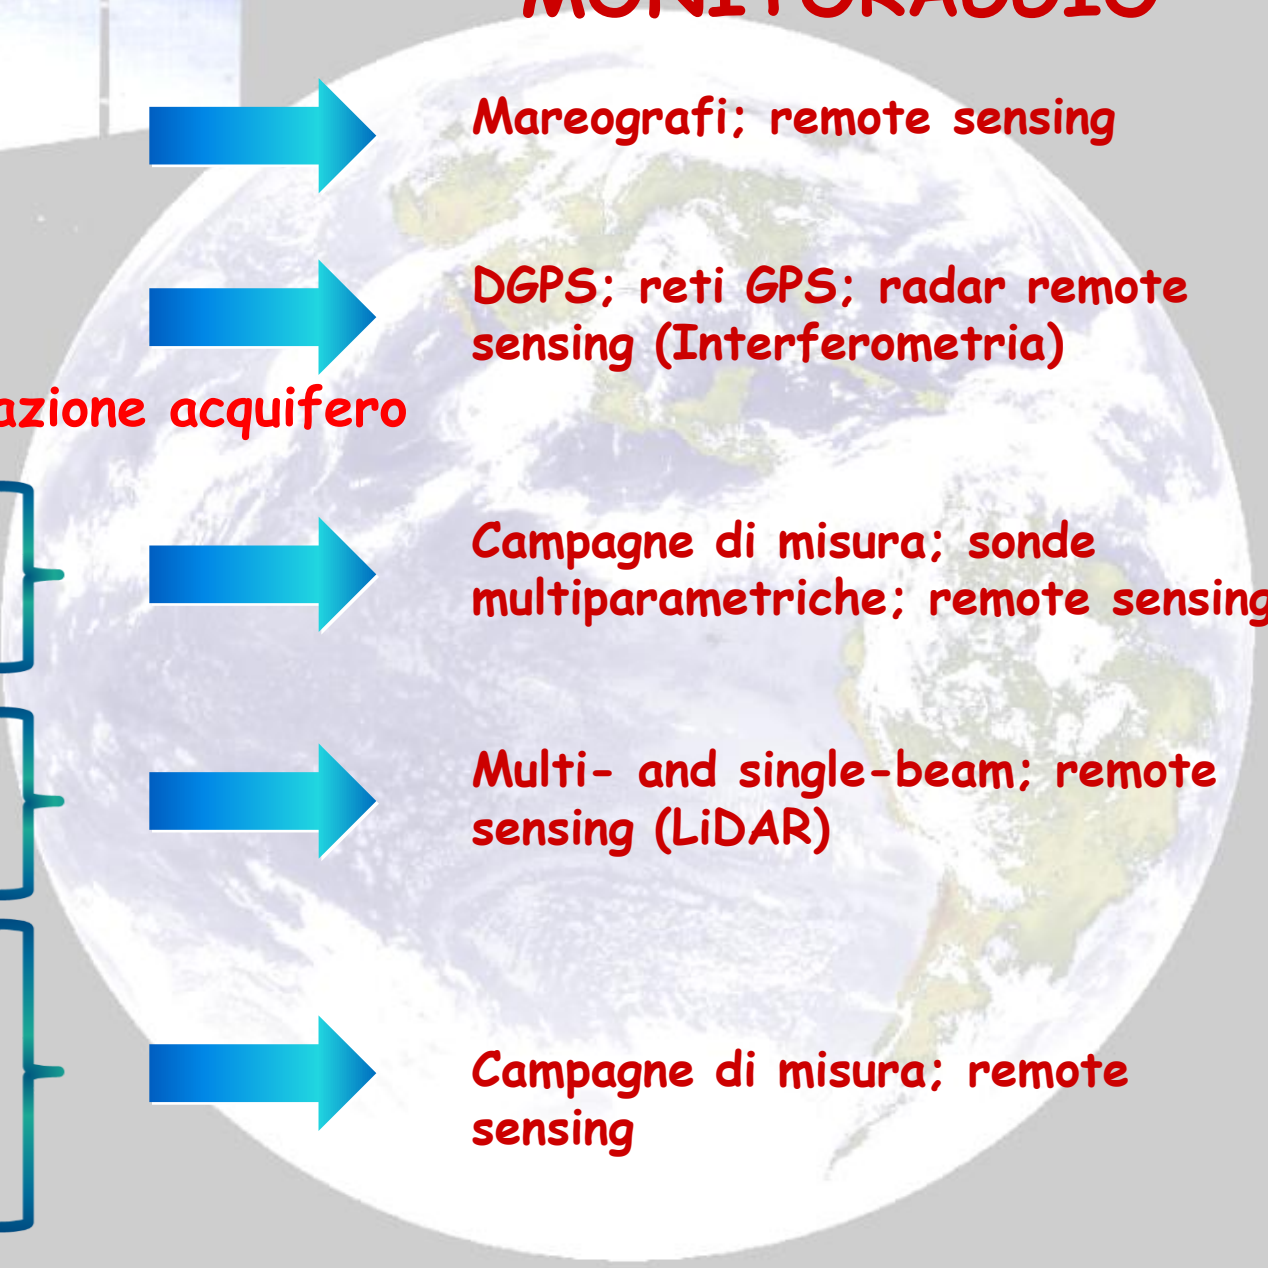 MONITORAGGIO
Mareografi; remote sensing
DGPS; reti GPS; radar remote
sensing (Interferometria)
azione acquifero
Campagne di misura; sonde
multiparametriche; remote sensing
Multi- and single-beam; remote
sensing (LiDAR)
Campagne di misura; remote
sensing